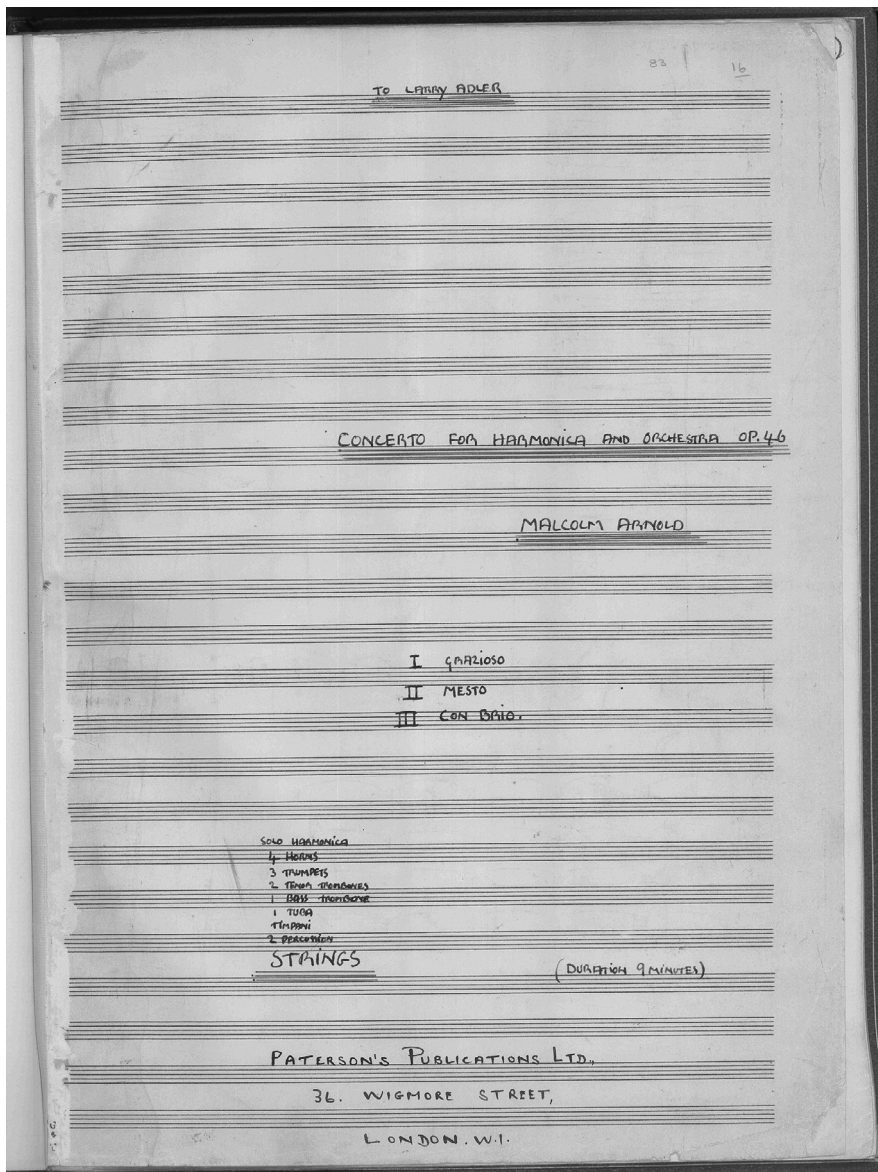 83
16
TO LARRY ADLER
CONCERTO FOR HARMONICA AND ORCHESTRA OP.46
MALCOLM ARNOLD
I GRAZIOSO
II MESTO
III CON BRIO.
SOLO HARMONICA
4 HORNS
3 TRUMPETS
2 TENOR TROMBONES
1 BASS TROMBONE
1 TUBA
TIMPANI
2 PERCUSSION
STRINGS
(DURATION 9 MINUTES)
PATERSON'S PUBLICATIONS LTD.,
36. WIGMORE STREET,
LONDON. W.1.